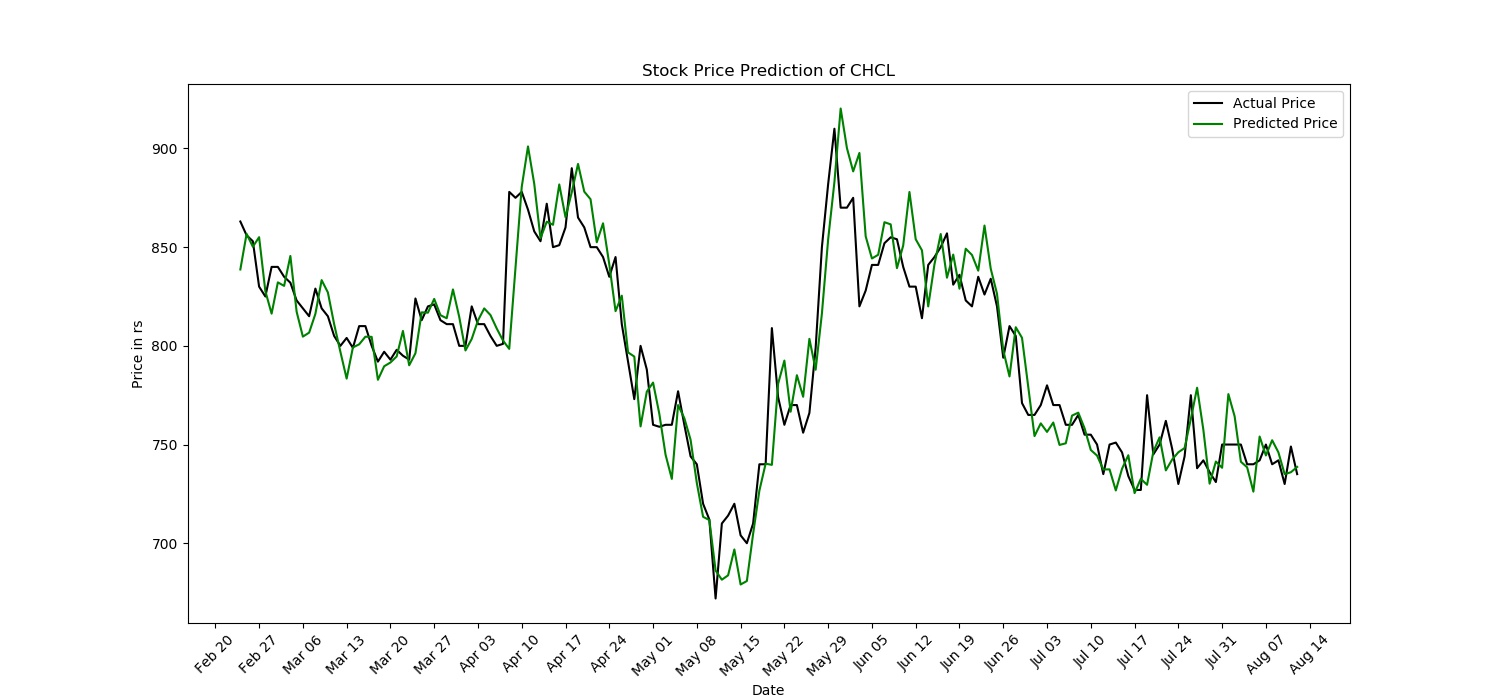 Stock Price Prediction of CHCL
Actual Price
Predicted Price
Price in rs
900
850
800
750
700
Feb 20
Feb 27
Mar 06
Mar 13
Mar 20
Mar 27
Apr 03
Apr 10
Apr 17
Apr 24
May 01
May 08
May 15
May 22
May 29
Jun 05
Jun 12
Jun 19
Jun 26
Jul 03
Jul 10
Jul 17
Jul 24
Jul 31
Aug 07
Aug 14
Date